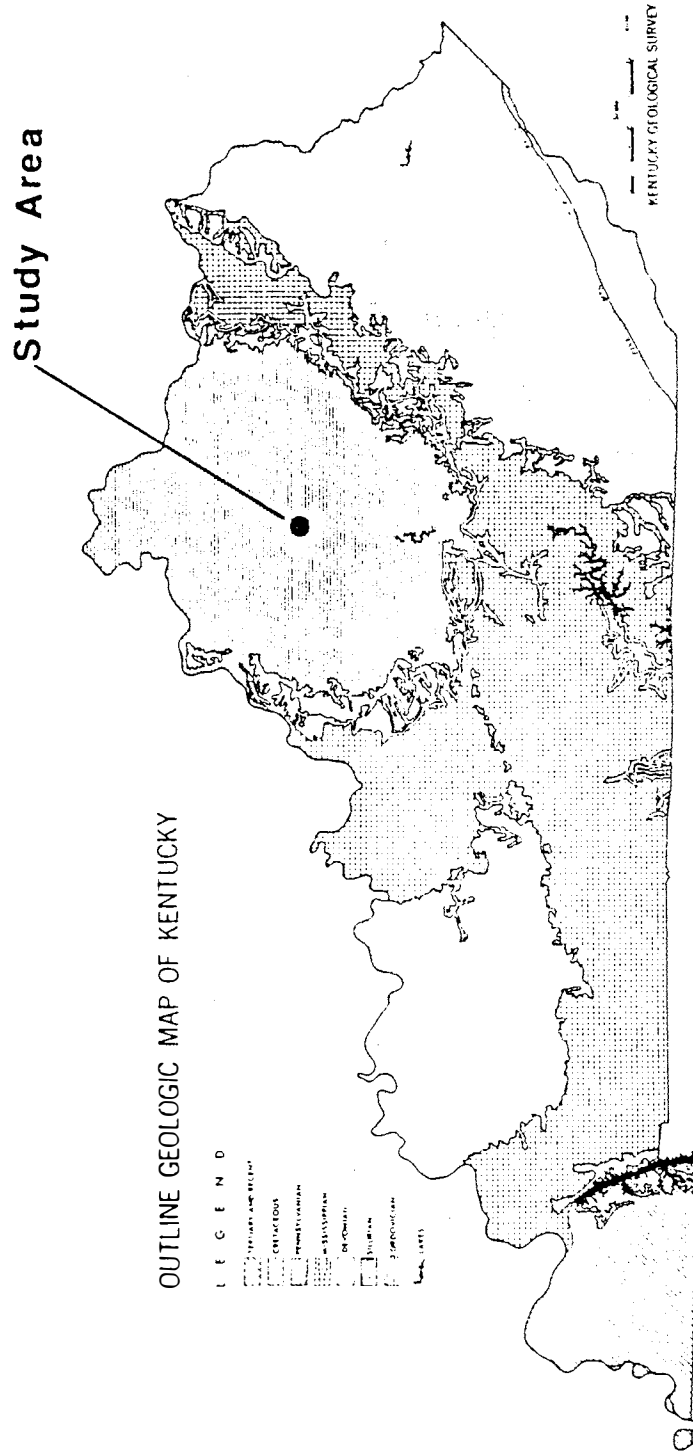 Study Area
OUTLINE GEOLOGIC MAP OF KENTUCKY
L E G E N D
TERTIARY AND RECENT
CRETACEOUS
PENNSYLVANIAN
MISSISSIPPIAN
DEVONIAN
SILURIAN
ORDOVICIAN
LAKES
KENTUCKY GEOLOGICAL SURVEY